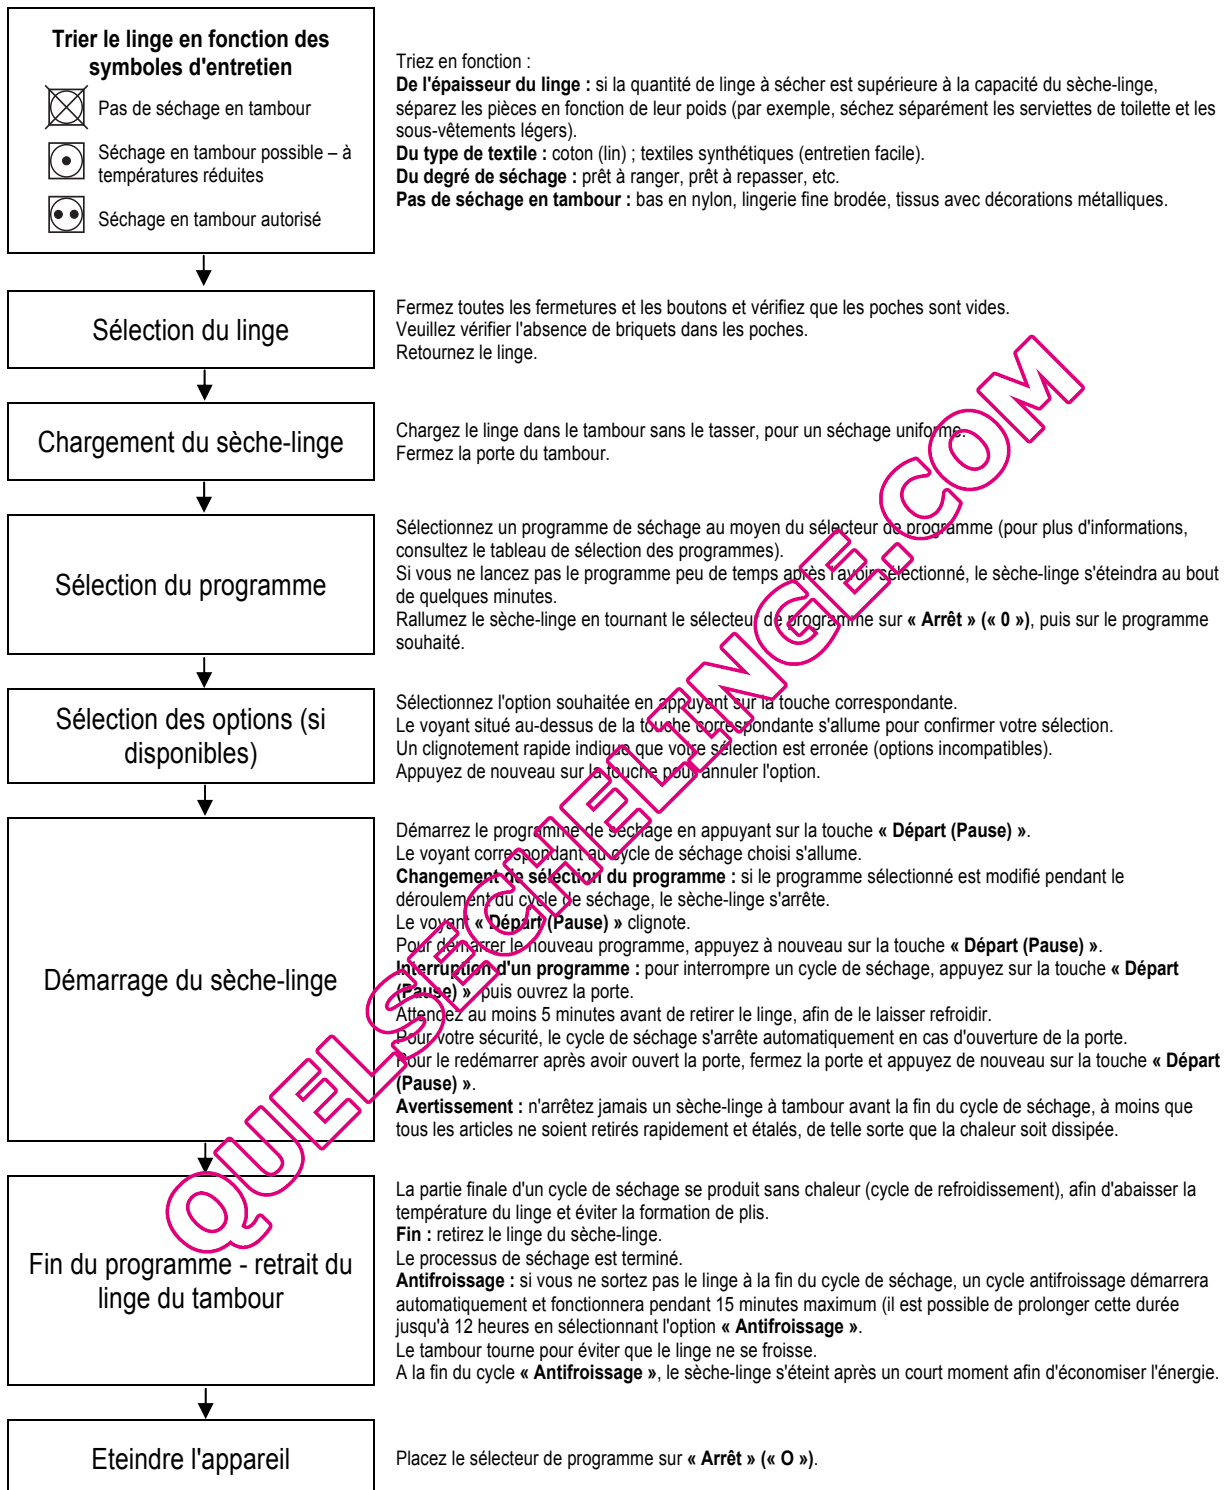 Trier le linge en fonction des
symboles d'entretien
Pas de séchage en tambour
Séchage en tambour possible – à
températures réduites
Séchage en tambour autorisé
Triez en fonction :
De l'épaisseur du linge : si la quantité de linge à sécher est supérieure à la capacité du sèche-linge,
séparez les pièces en fonction de leur poids (par exemple, séchez séparément les serviettes de toilette et les
sous-vêtements légers).
Du type de textile : coton (lin) ; textiles synthétiques (entretien facile).
Du degré de séchage : prêt à ranger, prêt à repasser, etc.
Pas de séchage en tambour : bas en nylon, lingerie fine brodée, tissus avec décorations métalliques.
Sélection du linge
Fermez toutes les fermetures et les boutons et vérifiez que les poches sont vides.
Veuillez vérifier l'absence de briquets dans les poches.
Retournez le linge.
Chargement du sèche-linge
Chargez le linge dans le tambour sans le tasser, pour un séchage uniforme.
Fermez la porte du tambour.
Sélection du programme
Sélectionnez un programme de séchage au moyen du sélecteur de programme (pour plus d'informations,
consultez le tableau de sélection des programmes).
Si vous ne lancez pas le programme peu de temps après l'avoir sélectionné, le sèche-linge s'éteindra au bout
de quelques minutes.
Rallumez le sèche-linge en tournant le sélecteur de programme sur « Arrêt » (« 0 »), puis sur le programme
souhaité.
Sélection des options (si
disponibles)
Sélectionnez l'option souhaitée en appuyant sur la touche correspondante.
Le voyant situé au-dessus de la touche correspondante s'allume pour confirmer votre sélection.
Un clignotement rapide indique que votre sélection est erronée (options incompatibles).
Appuyez de nouveau sur la touche pour annuler l'option.
Démarrage du sèche-linge
Démarrez le programme de séchage en appuyant sur la touche « Départ (Pause) ».
Le voyant correspondant au cycle de séchage choisi s'allume.
Changement de sélection du programme : si le programme sélectionné est modifié pendant le
déroulement du cycle de séchage, le sèche-linge s'arrête.
Le voyant « Départ (Pause) » clignote.
Pour démarrer le nouveau programme, appuyez à nouveau sur la touche « Départ (Pause) ».
Interruption d'un programme : pour interrompre un cycle de séchage, appuyez sur la touche « Départ
(Pause) », puis ouvrez la porte.
Attendez au moins 5 minutes avant de retirer le linge, afin de le laisser refroidir.
Pour votre sécurité, le cycle de séchage s'arrête automatiquement en cas d'ouverture de la porte.
Pour le redémarrer après avoir ouvert la porte, fermez la porte et appuyez de nouveau sur la touche « Départ
(Pause) ».
Avertissement : n'arrêtez jamais un sèche-linge à tambour avant la fin du cycle de séchage, à moins que
tous les articles ne soient retirés rapidement et étalés, de telle sorte que la chaleur soit dissipée.
Fin du programme - retrait du
linge du tambour
La partie finale d'un cycle de séchage se produit sans chaleur (cycle de refroidissement), afin d'abaisser la
température du linge et éviter la formation de plis.
Fin : retirez le linge du sèche-linge.
Le processus de séchage est terminé.
Antifroissage : si vous ne sortez pas le linge à la fin du cycle de séchage, un cycle antifroissage démarrera
automatiquement et fonctionnera pendant 15 minutes maximum (il est possible de prolonger cette durée
jusqu'à 12 heures en sélectionnant l'option « Antifroissage ».
Le tambour tourne pour éviter que le linge ne se froisse.
A la fin du cycle « Antifroissage », le sèche-linge s'éteint après un court moment afin d'économiser l'énergie.
Eteindre l'appareil
Placez le sélecteur de programme sur « Arrêt » (« O »).
QUELSECHELINGE.COM